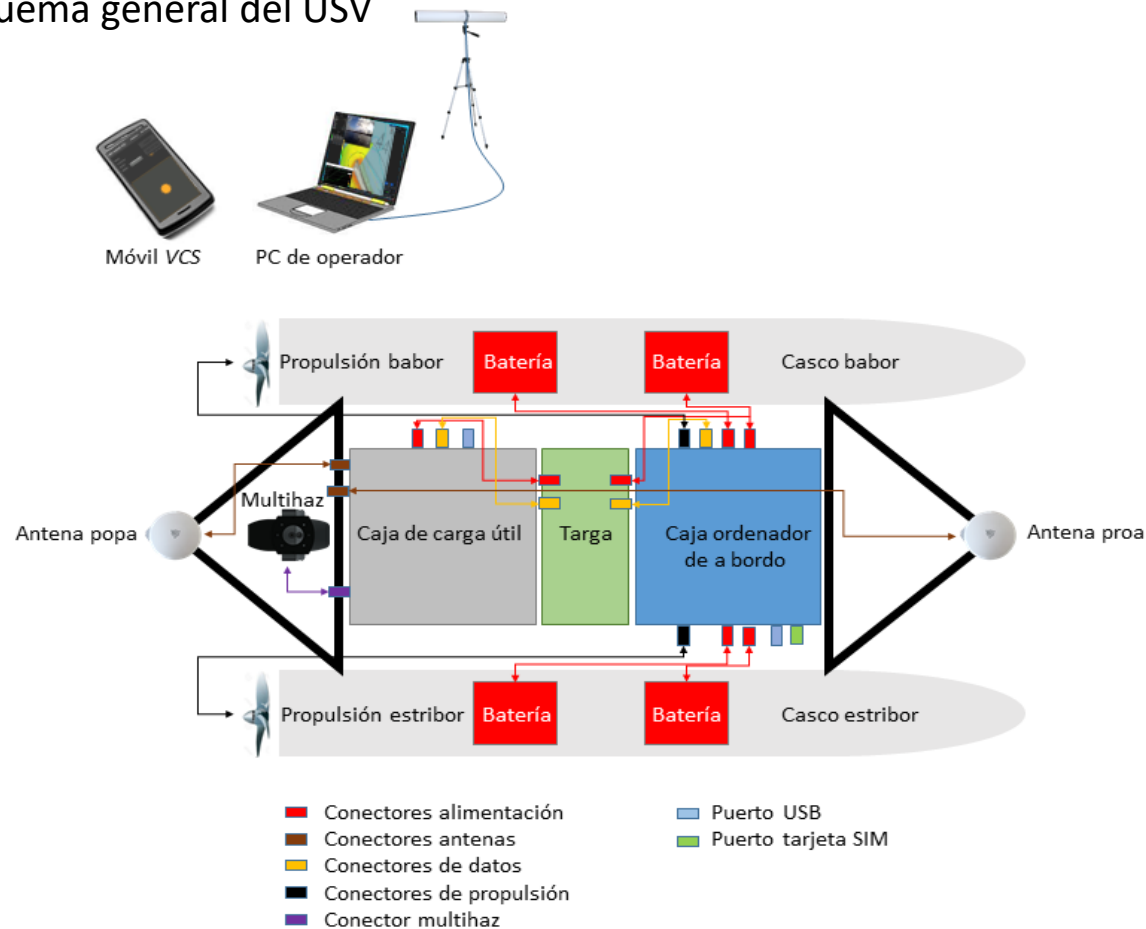 general del USV
Móvil VCS
PC de operador
Propulsión babor
Batería
Batería
Casco babor
Multihaz
Antena popa
Caja de carga útil
Targa
Caja ordenador
de a bordo
Antena proa
Propulsión estribor
Batería
Batería
Casco estribor
Conectores alimentación
Conectores antenas
Conectores de datos
Conectores de propulsión
Conector multihaz
Puerto USB
Puerto tarjeta SIM